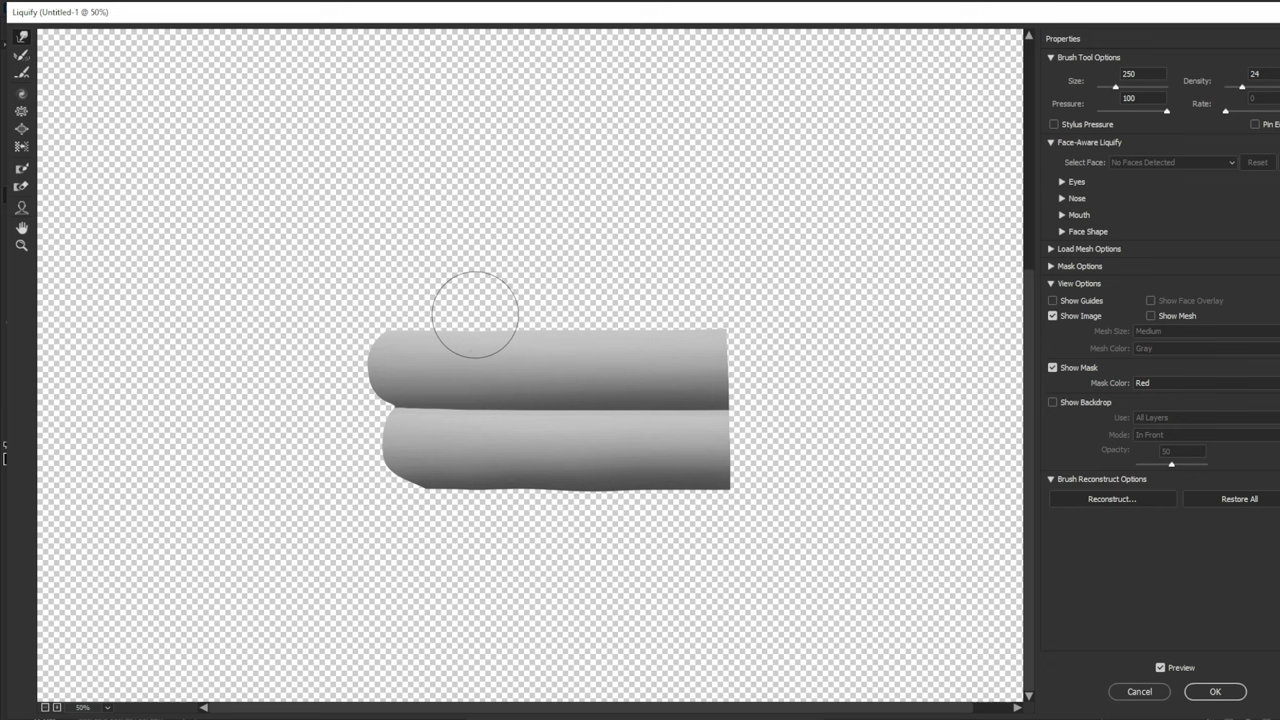 Liquify (Untitled-1 @ 50%)
Properties
Brush Tool Options
Size: 250 Density: 24
Pressure: 100 Rate: 0
Stylus Pressure Pin E
Face-Aware Liquify
Select Face: No Faces Detected Reset
Eyes
Nose
Mouth
Face Shape
Load Mesh Options
Mask Options
View Options
Show Guides Show Face Overlay
Show Image Show Mesh
Mesh Size: Medium
Mesh Color: Gray
Show Mask
Mask Color: Red
Show Backdrop
Use: All Layers
Mode: In Front
Opacity: 50
Brush Reconstruct Options
Reconstruct... Restore All
Preview
Cancel OK
50%